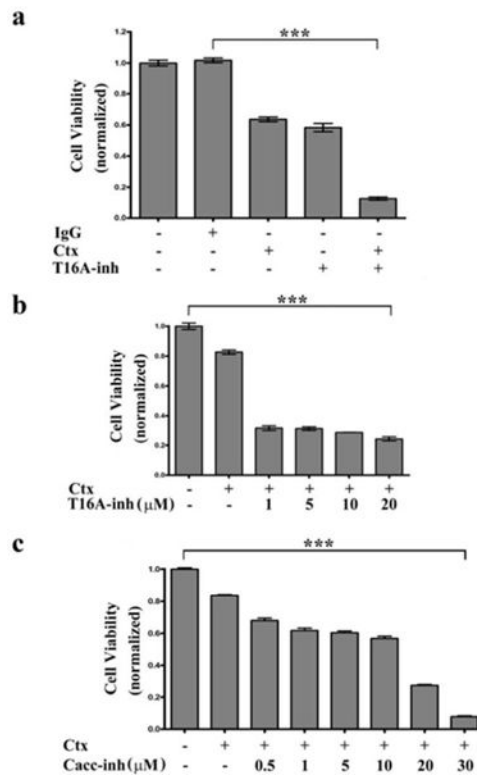 a
***
Cell Viability
(normalized)
1.0
0.8
0.6
0.4
0.2
0.0
IgG - + - - -
Ctx - - + - +
T16A-inh - - - + +
b
***
Cell Viability
(normalized)
1.0
0.8
0.6
0.4
0.2
0.0
Ctx - + + + + +
T16A-inh (μM) - - 1 5 10 20
c
***
Cell Viability
(normalized)
1.0
0.8
0.6
0.4
0.2
0.0
Ctx - + + + + + + +
Cacc-inh (μM) - - 0.5 1 5 10 20 30